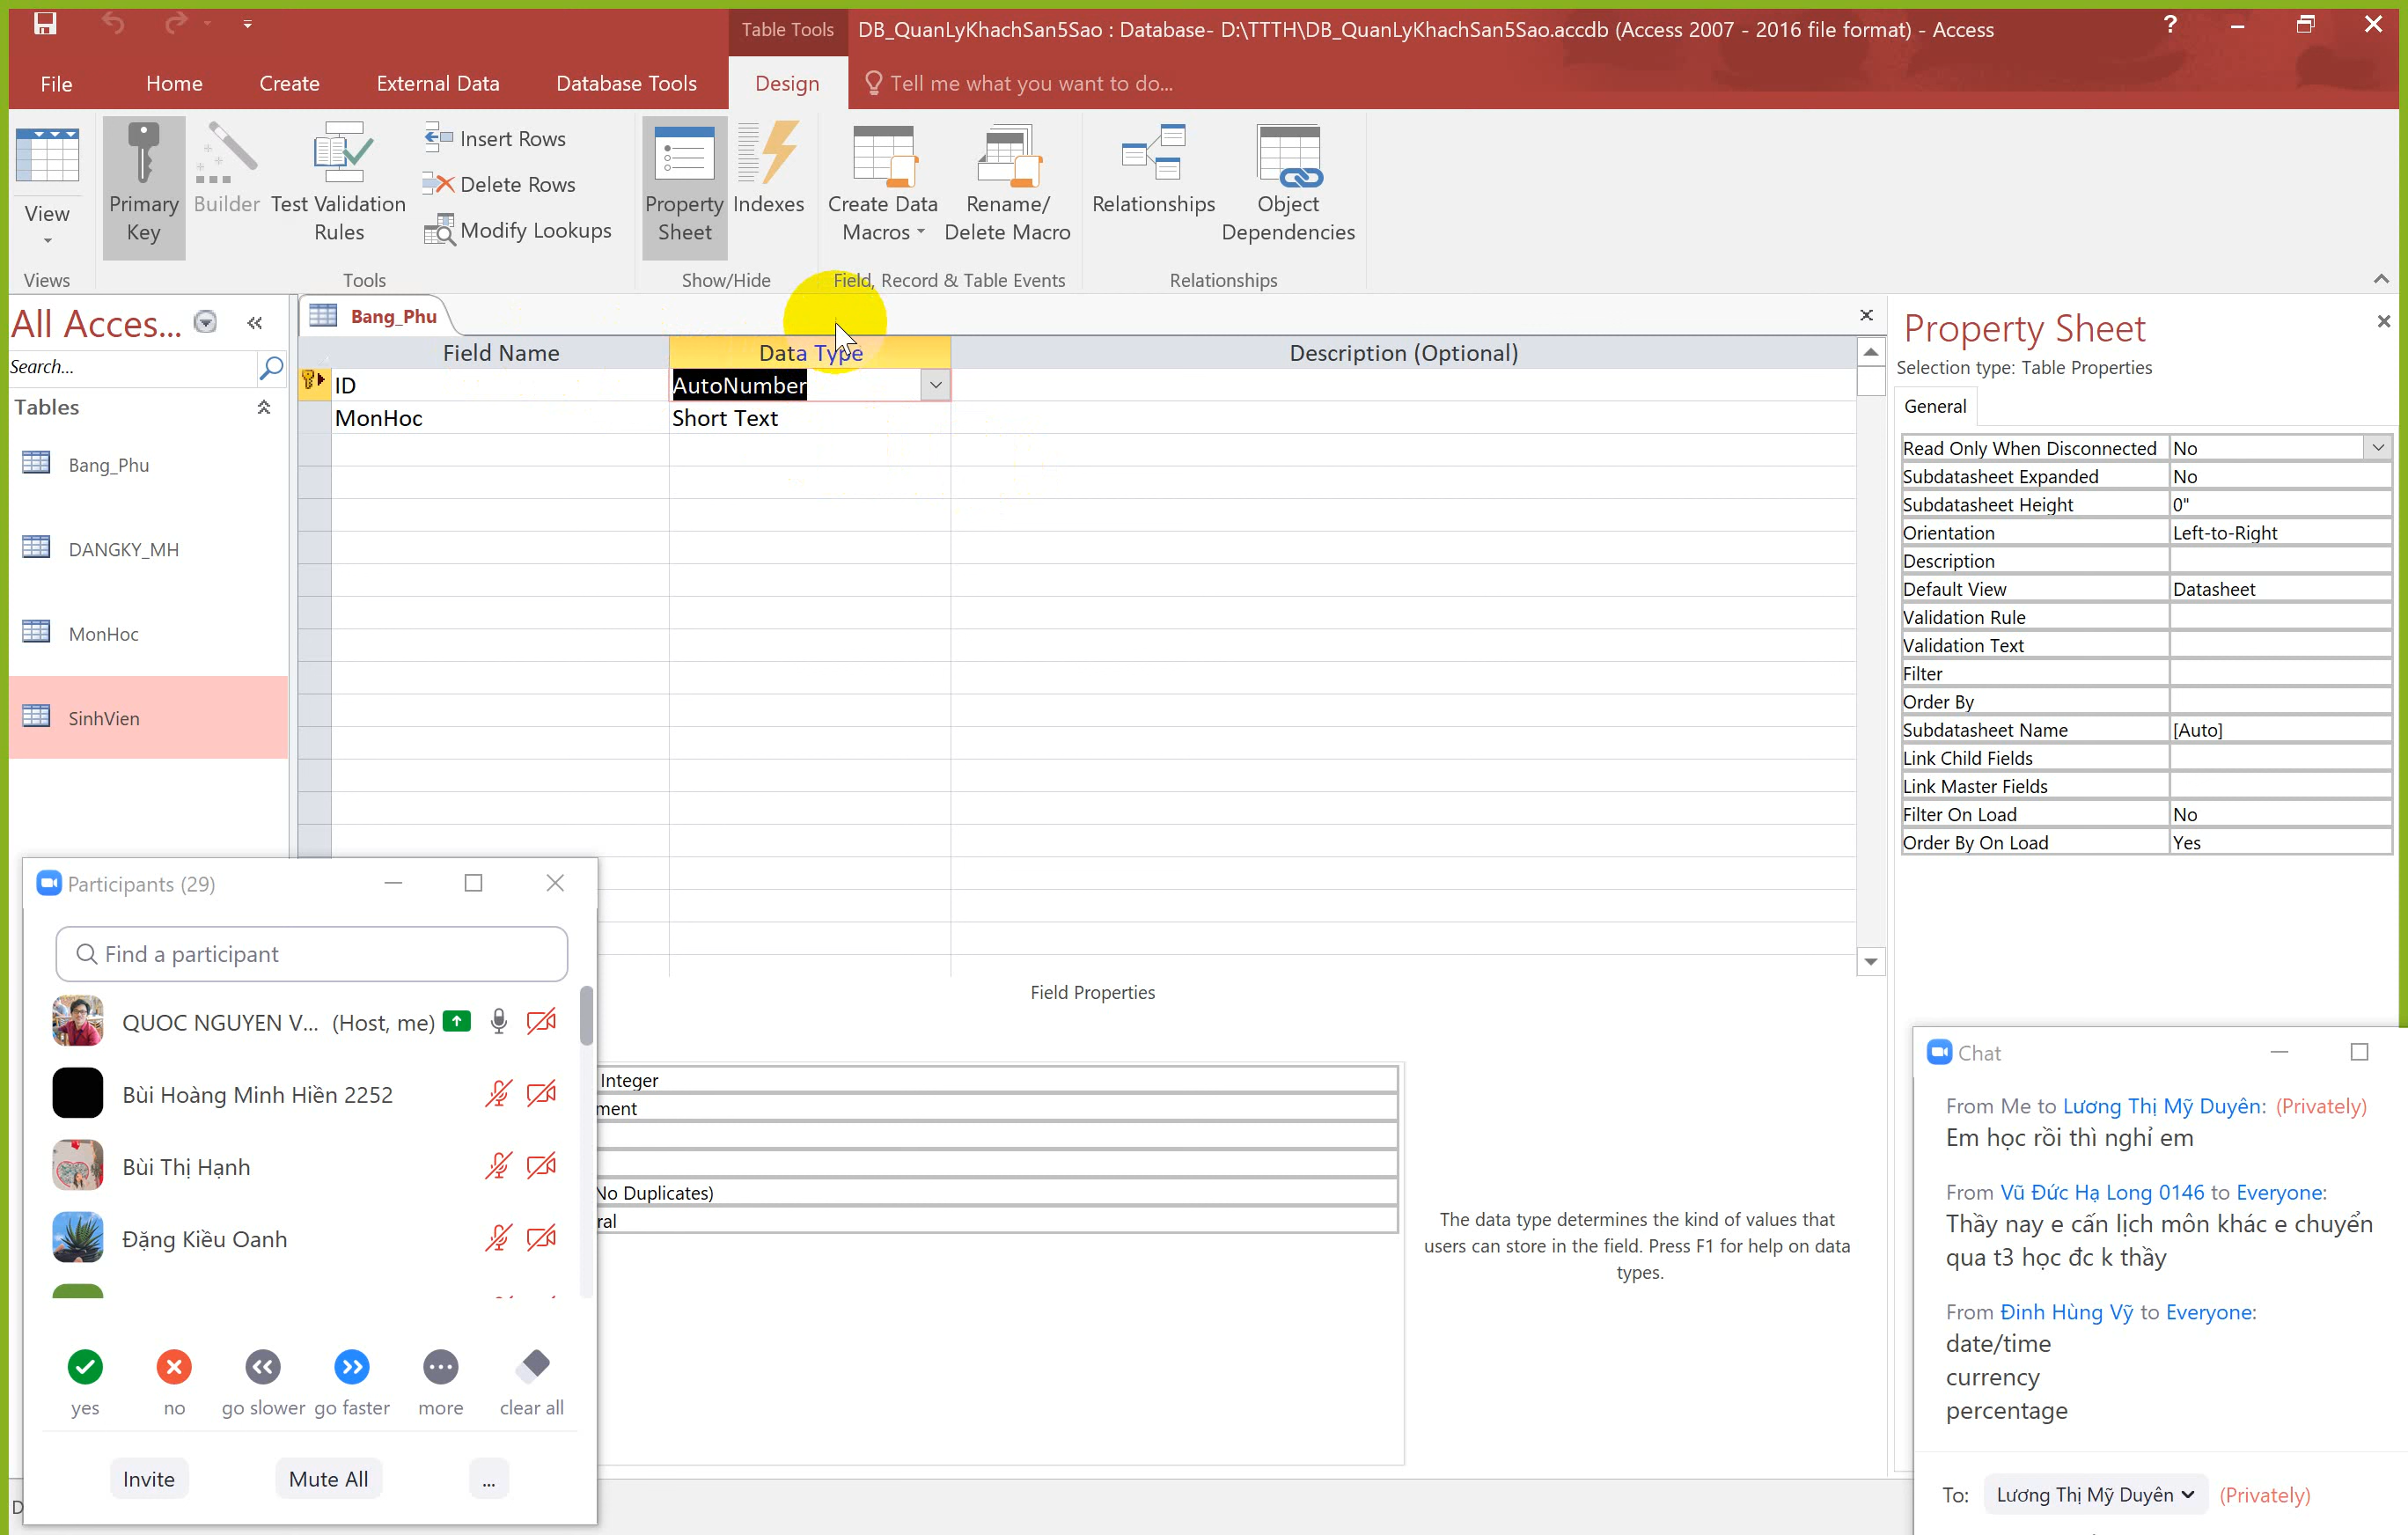 Table Tools
DB_QuanLyKhachSan5Sao : Database- D:\TTTH\DB_QuanLyKhachSan5Sao.accdb (Access 2007 - 2016 file format) - Access
?
File
Home
Create
External Data
Database Tools
Design
Tell me what you want to do...
View
Primary Key
Builder
Test Validation Rules
Insert Rows
Delete Rows
Modify Lookups
Property Sheet
Indexes
Create Data Macros
Rename/ Delete Macro
Relationships
Object Dependencies
Views
Tools
Show/Hide
Field, Record & Table Events
Relationships
All Acces...
Search...
Tables
Bang_Phu
DANGKY_MH
MonHoc
SinhVien
Bang_Phu
Field Name
Data Type
Description (Optional)
ID
AutoNumber
MonHoc
Short Text
Field Properties
Integer
ment
No Duplicates)
ral
The data type determines the kind of values that
users can store in the field. Press F1 for help on data
types.
Property Sheet
Selection type: Table Properties
General
Read Only When Disconnected No
Subdatasheet Expanded No
Subdatasheet Height 0"
Orientation Left-to-Right
Description
Default View Datasheet
Validation Rule
Validation Text
Filter
Order By
Subdatasheet Name [Auto]
Link Child Fields
Link Master Fields
Filter On Load No
Order By On Load Yes
Participants (29)
Find a participant
QUOC NGUYEN V... (Host, me)
Bùi Hoàng Minh Hiền 2252
Bùi Thị Hạnh
Đặng Kiều Oanh
yes
no
go slower
go faster
more
clear all
Invite
Mute All
...
D
Chat
From Me to Lương Thị Mỹ Duyên: (Privately)
Em học rồi thì nghỉ em
From Vũ Đức Hạ Long 0146 to Everyone:
Thầy nay e cấn lịch môn khác e chuyển
qua t3 học đc k thầy
From Đinh Hùng Vỹ to Everyone:
date/time
currency
percentage
To: Lương Thị Mỹ Duyên (Privately)